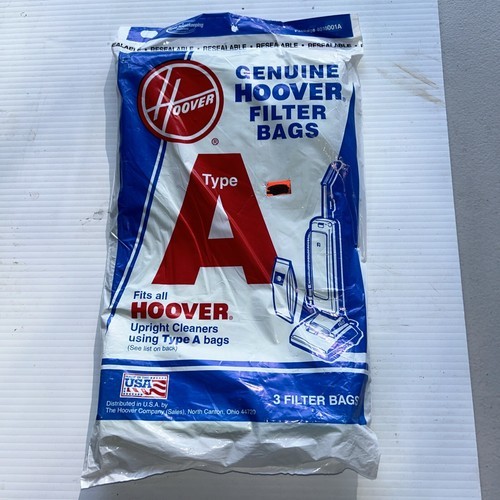 RESEALABLE • RESEALABLE • RESEALABLE • RESEALABLE
HOOVER
®
GENUINE
HOOVER®
FILTER
BAGS
Type
A
Fits all
HOOVER®
Upright Cleaners
using Type A bags
(See list on back)
USA
3 FILTER BAGS
Distributed in U.S.A. by
The Hoover Company (Sales), North Canton, Ohio 44720